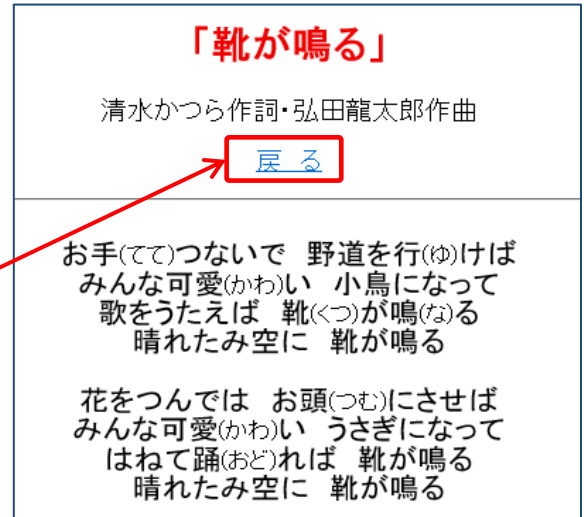 「靴が鳴る」
清水かつら作詞・弘田龍太郎作曲
戻 る
お手(てて)つないで　野道を行(ゆ)けば
みんな可愛(かわ)い　小鳥になって
歌をうたえば　靴(くつ)が鳴(な)る
晴れたみ空に　靴が鳴る
花をつんでは　お頭(つむ)にさせば
みんな可愛(かわ)い　うさぎになって
はねて踊(おど)れば　靴が鳴る
晴れたみ空に　靴が鳴る